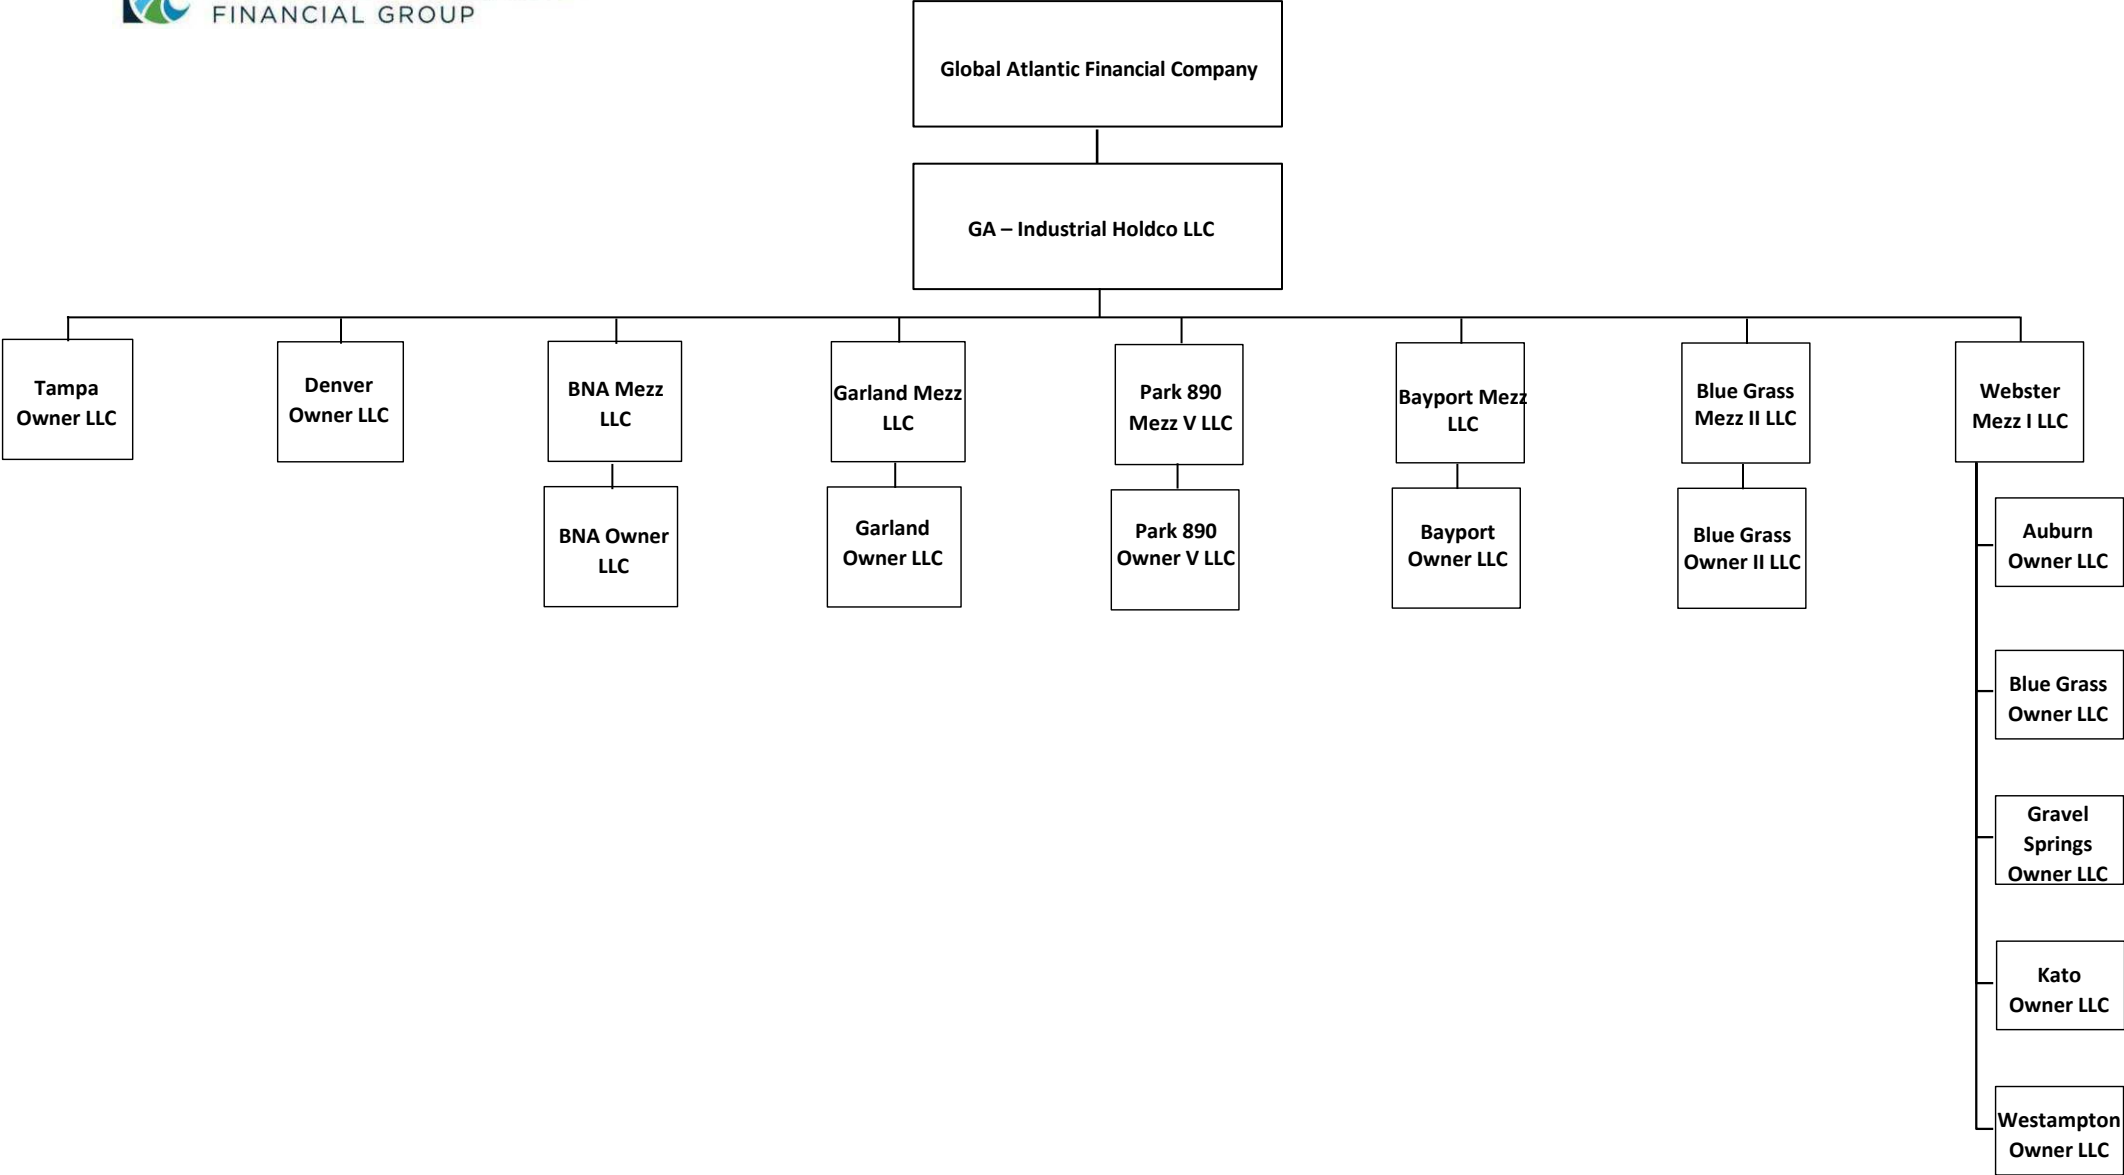 FINANCIAL GROUP
Global Atlantic Financial Company
GA – Industrial Holdco LLC
Tampa
Owner LLC
Denver
Owner LLC
BNA Mezz
LLC
Garland Mezz
LLC
Park 890
Mezz V LLC
Bayport Mezz
LLC
Blue Grass
Mezz II LLC
Webster
Mezz I LLC
BNA Owner
LLC
Garland
Owner LLC
Park 890
Owner V LLC
Bayport
Owner LLC
Blue Grass
Owner II LLC
Auburn
Owner LLC
Blue Grass
Owner LLC
Gravel
Springs
Owner LLC
Kato
Owner LLC
Westampton
Owner LLC